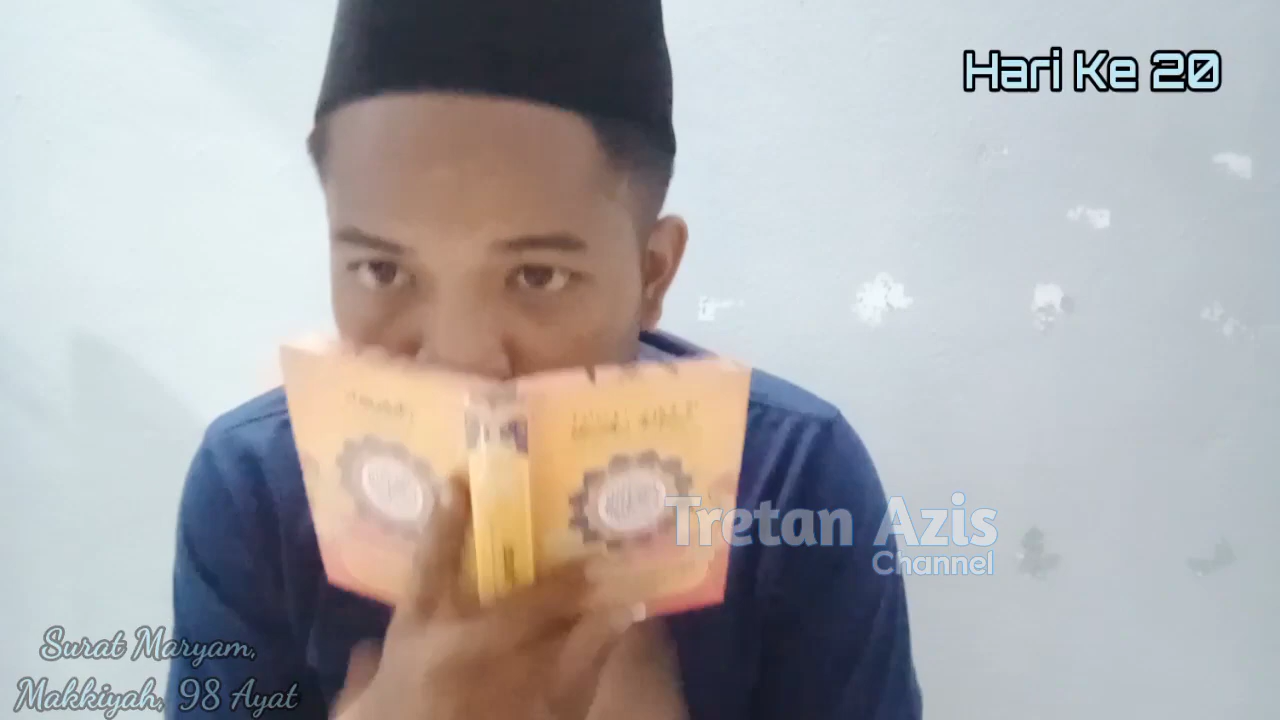 Hari Ke 20
Tretan Azis
Channel
Surat Maryam,
Makkiyah, 98 Ayat